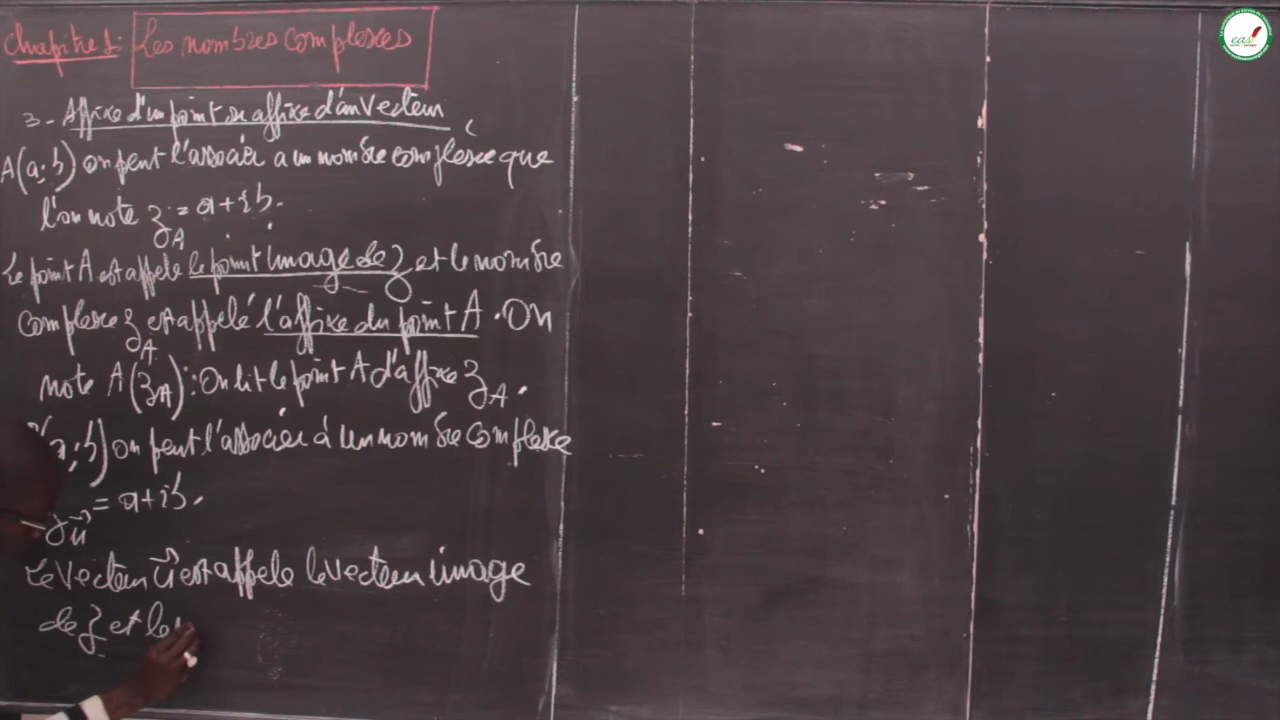 Chapitre 1: Les nombres complexes
3- Affixe d'un point ou affixe d'un Vecteur
A(a; b) on peut l'associer a un nombre complexe que
l'on note z_A = a+ib.
Le point A est appelé le point image de z et le nombre
complexe z_A est appelé l'affixe du point A. On
note A(z_A): On lit le point A d'affixe z_A.
a; b) on peut l'associer à un nombre complexe
z_u⃗ = a+ib.
Le Vecteur u⃗ est appelé le vecteur image
de z et le
eas!